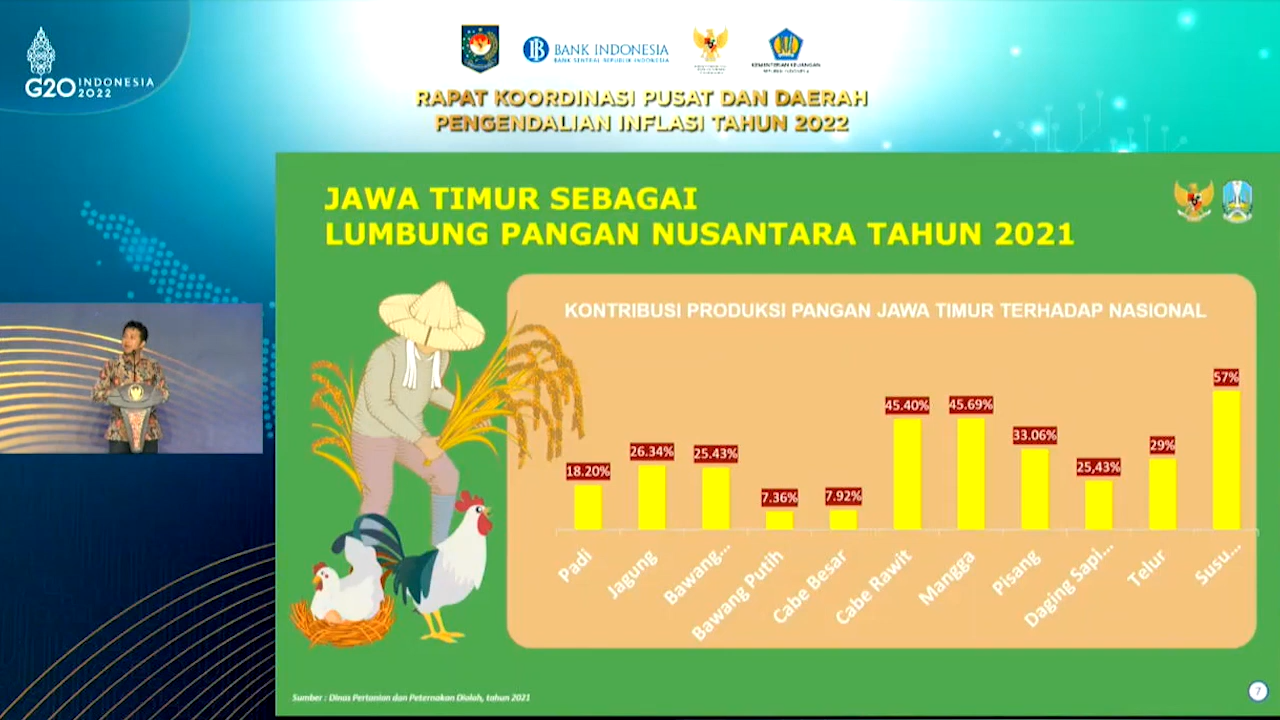 G20 INDONESIA
2022
BANK INDONESIA
BANK SENTRAL REPUBLIK INDONESIA
KEMENTERIAN KEUANGAN
REPUBLIK INDONESIA
RAPAT KOORDINASI PUSAT DAN DAERAH
PENGENDALIAN INFLASI TAHUN 2022
JAWA TIMUR SEBAGAI
LUMBUNG PANGAN NUSANTARA TAHUN 2021
KONTRIBUSI PRODUKSI PANGAN JAWA TIMUR TERHADAP NASIONAL
18.20%
26.34%
25.43%
7.36%
7.92%
45.40%
45.69%
33.06%
25,43%
29%
57%
Padi
Jagung
Bawang...
Bawang Putih
Cabe Besar
Cabe Rawit
Mangga
Pisang
Daging Sapi...
Telur
Susu...
Sumber : Dinas Pertanian dan Peternakan Diolah, tahun 2021
7